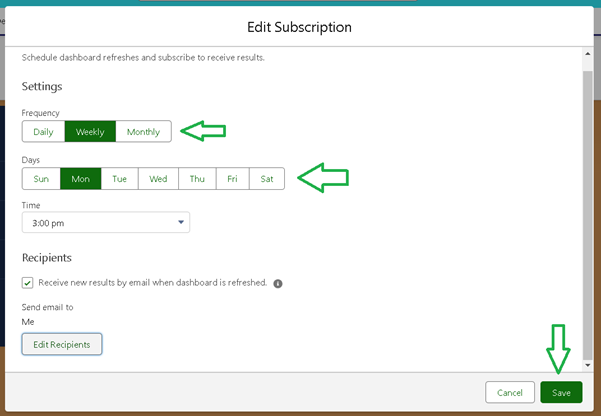 Edit Subscription
Schedule dashboard refreshes and subscribe to receive results.
Settings
Frequency
Daily Weekly Monthly
Days
Sun Mon Tue Wed Thu Fri Sat
Time
3:00 pm
Recipients
Receive new results by email when dashboard is refreshed.
Send email to
Me
Edit Recipients
Cancel Save